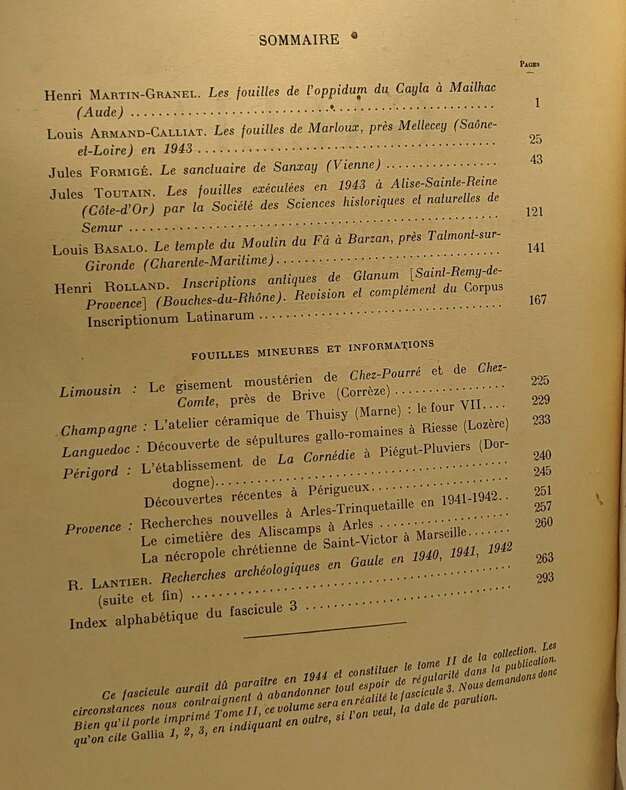 SOMMAIRE
PAGES
Henri MARTIN-GRANEL. Les fouilles de l'oppidum du Cayla à Mailhac
(Aude) ........ 1
Louis ARMAND-CALLIAT. Les fouilles de Marloux, près Mellecey (Saône-
et-Loire) en 1943 ........ 25
Jules FORMIGÉ. Le sanctuaire de Sanxay (Vienne) ........ 43
Jules TOUTAIN. Les fouilles exécutées en 1943 à Alise-Sainte-Reine
(Côte-d'Or) par la Société des Sciences historiques et naturelles de
Semur ........ 121
Louis BASALO. Le temple du Moulin du Fâ à Barzan, près Talmont-sur-
Gironde (Charente-Maritime) ........ 141
Henri ROLLAND. Inscriptions antiques de Glanum [Saint-Remy-de-
Provence] (Bouches-du-Rhône). Revision et complément du Corpus
Inscriptionum Latinarum ........ 167
FOUILLES MINEURES ET INFORMATIONS
Limousin : Le gisement moustérien de Chez-Pourré et de Chez-
Comte, près de Brive (Corrèze) ........ 225
Champagne : L'atelier céramique de Thuisy (Marne) : le four VII.... 229
Languedoc : Découverte de sépultures gallo-romaines à Riesse (Lozère) 233
Périgord : L'établissement de La Cornédie à Piégut-Pluviers (Dor-
dogne) ........ 240
Découvertes récentes à Périgueux ........ 245
Provence : Recherches nouvelles à Arles-Trinquetaille en 1941-1942.. 251
Le cimetière des Aliscamps à Arles ........ 257
La nécropole chrétienne de Saint-Victor à Marseille ....... 260
R. LANTIER. Recherches archéologiques en Gaule en 1940, 1941, 1942
(suite et fin) ........ 263
Index alphabétique du fascicule 3 ........ 293
Ce fascicule aurait dû paraître en 1944 et constituer le tome II de la collection. Les
circonstances nous contraignent à abandonner tout espoir de régularité dans la publication.
Bien qu'il porte imprimé Tome II, ce volume sera en réalité le fascicule 3. Nous demandons donc
qu'on cite Gallia 1, 2, 3, en indiquant en outre, si l'on veut, la date de parution.